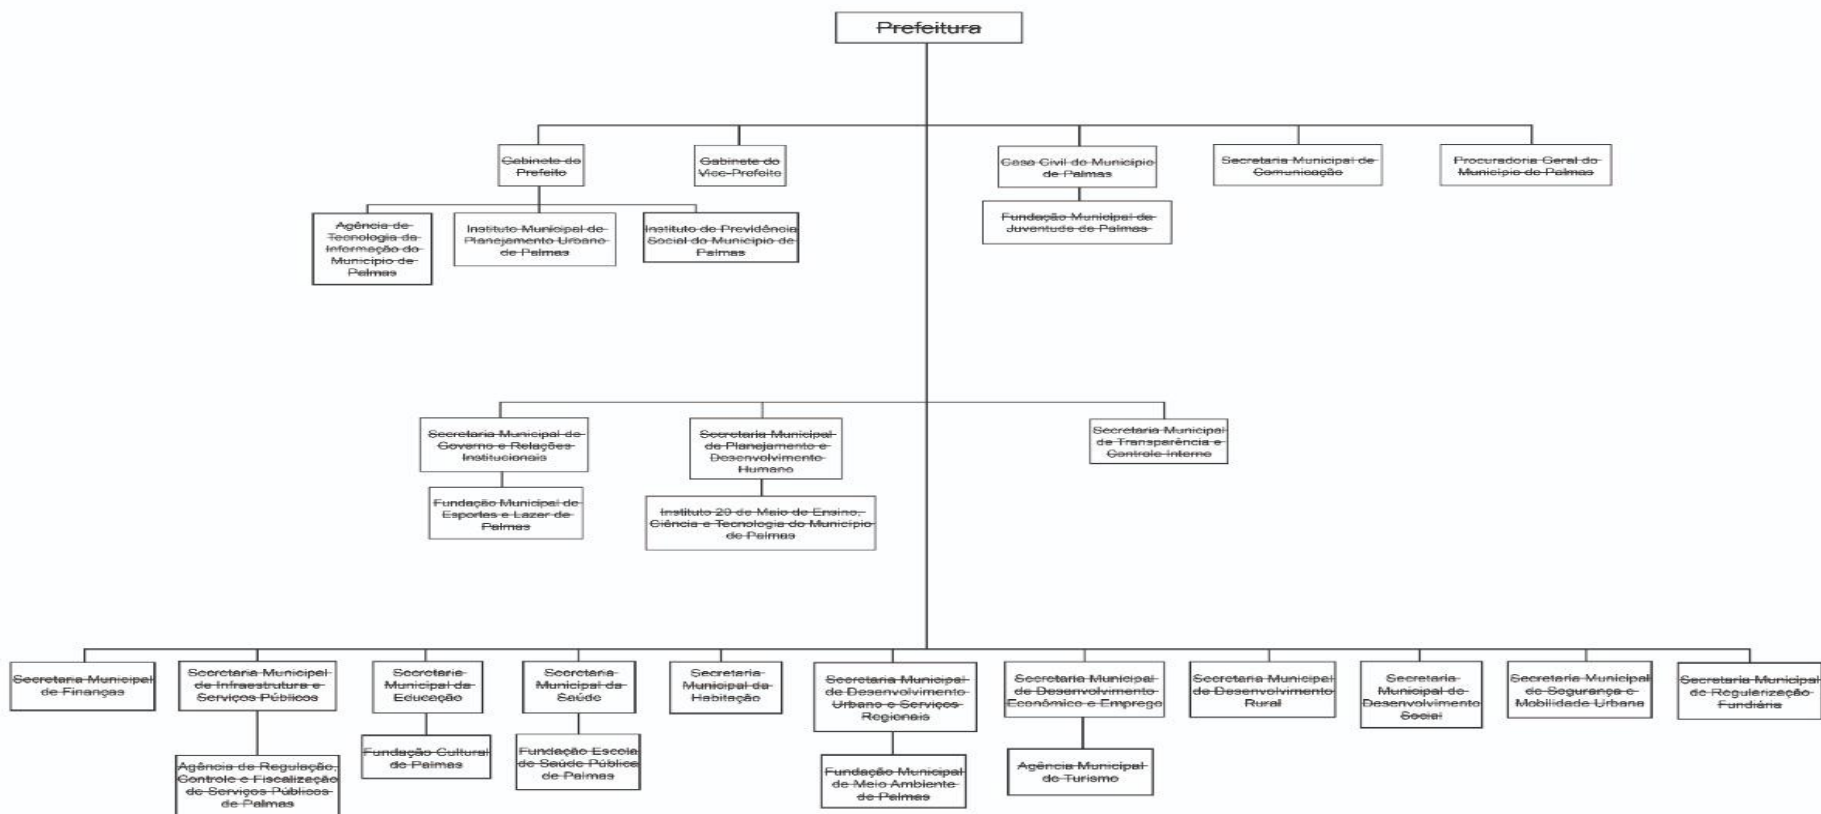 Prefeitura
Gabinete do
Prefeito
Gabinete do
Vice-Prefeito
Casa Civil do Município
de Palmas
Secretaria Municipal de
Comunicação
Procuradoria Geral do
Município de Palmas
Agência de
Tecnologia da
Informação do
Município de
Palmas
Instituto Municipal de
Planejamento Urbano
de Palmas
Instituto de Previdência
Social do Município de
Palmas
Fundação Municipal da
Juventude de Palmas
Secretaria Municipal de
Governo e Relações
Institucionais
Secretaria Municipal
de Planejamento e
Desenvolvimento
Humano
Secretaria Municipal
de Transparência e
Controle Interno
Fundação Municipal de
Esportes e Lazer de
Palmas
Instituto 20 de Maio de Ensino,
Ciência e Tecnologia do Município
de Palmas
Secretaria Municipal
de Finanças
Secretaria Municipal
de Infraestrutura e
Serviços Públicos
Secretaria
Municipal da
Educação
Secretaria
Municipal da
Saúde
Secretaria
Municipal da
Habitação
Secretaria Municipal
de Desenvolvimento
Urbano e Serviços
Regionais
Secretaria Municipal
de Desenvolvimento
Econômico e Emprego
Secretaria Municipal
de Desenvolvimento
Rural
Secretaria
Municipal de
Desenvolvimento
Social
Secretaria Municipal
de Segurança e
Mobilidade Urbana
Secretaria Municipal
de Regularização
Fundiária
Agência de Regulação,
Controle e Fiscalização
de Serviços Públicos
de Palmas
Fundação Cultural
de Palmas
Fundação Escola
de Saúde Pública
de Palmas
Fundação Municipal
de Meio Ambiente
de Palmas
Agência Municipal
de Turismo